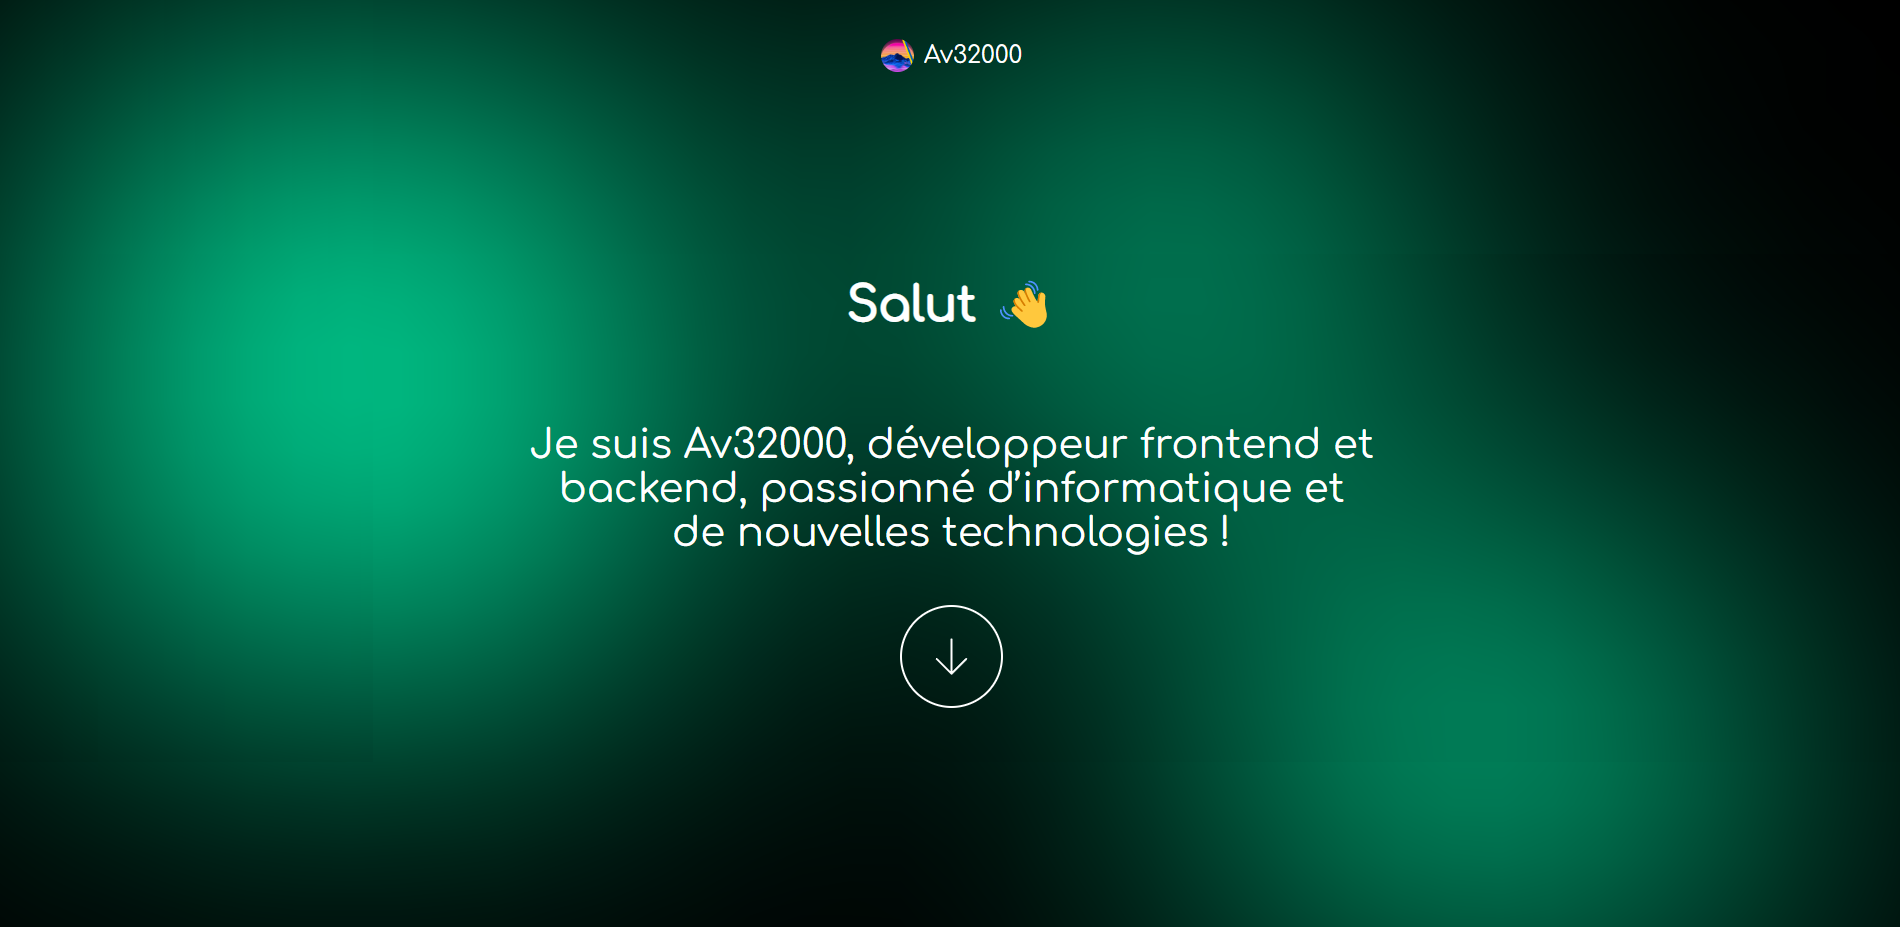 Av32000
Salut 👋
Je suis Av32000, développeur frontend et
backend, passionné d’informatique et
de nouvelles technologies !